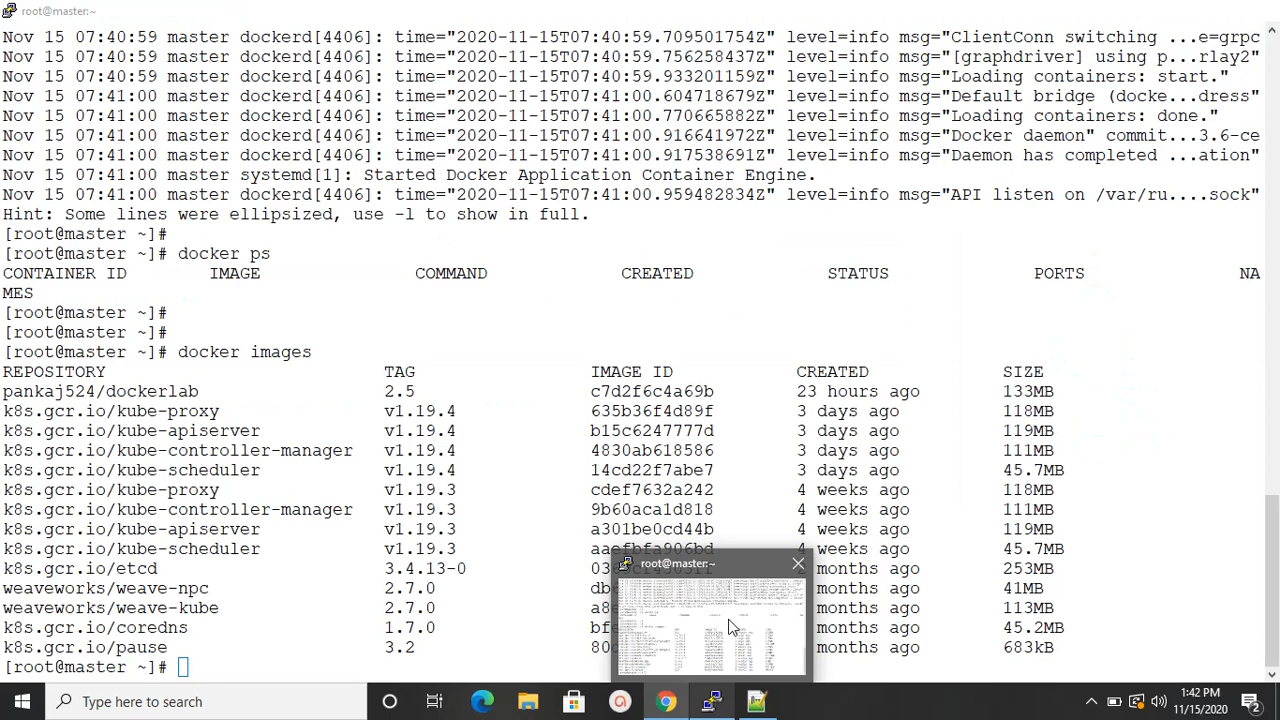 root@master:~
Nov 15 07:40:59 master dockerd[4406]: time="2020-11-15T07:40:59.709501754Z" level=info msg="ClientConn switching ...e=grpc
Nov 15 07:40:59 master dockerd[4406]: time="2020-11-15T07:40:59.756258437Z" level=info msg="[graphdriver] using p...rlay2"
Nov 15 07:40:59 master dockerd[4406]: time="2020-11-15T07:40:59.933201159Z" level=info msg="Loading containers: start."
Nov 15 07:41:00 master dockerd[4406]: time="2020-11-15T07:41:00.604718679Z" level=info msg="Default bridge (docke...dress"
Nov 15 07:41:00 master dockerd[4406]: time="2020-11-15T07:41:00.770665882Z" level=info msg="Loading containers: done."
Nov 15 07:41:00 master dockerd[4406]: time="2020-11-15T07:41:00.916641972Z" level=info msg="Docker daemon" commit...3.6-ce
Nov 15 07:41:00 master dockerd[4406]: time="2020-11-15T07:41:00.917538691Z" level=info msg="Daemon has completed ...ation"
Nov 15 07:41:00 master systemd[1]: Started Docker Application Container Engine.
Nov 15 07:41:00 master dockerd[4406]: time="2020-11-15T07:41:00.959482834Z" level=info msg="API listen on /var/ru....sock"
Hint: Some lines were ellipsized, use -l to show in full.
[root@master ~]#
[root@master ~]# docker ps
CONTAINER ID IMAGE COMMAND CREATED STATUS PORTS NA
MES
[root@master ~]#
[root@master ~]#
[root@master ~]# docker images
REPOSITORY TAG IMAGE ID CREATED SIZE
pankaj524/dockerlab 2.5 c7d2f6c4a69b 23 hours ago 133MB
k8s.gcr.io/kube-proxy v1.19.4 635b36f4d89f 3 days ago 118MB
k8s.gcr.io/kube-apiserver v1.19.4 b15c6247777d 3 days ago 119MB
k8s.gcr.io/kube-controller-manager v1.19.4 4830ab618586 3 days ago 111MB
k8s.gcr.io/kube-scheduler v1.19.4 14cd22f7abe7 3 days ago 45.7MB
k8s.gcr.io/kube-proxy v1.19.3 cdef7632a242 4 weeks ago 118MB
k8s.gcr.io/kube-controller-manager v1.19.3 9b60aca1d818 4 weeks ago 111MB
k8s.gcr.io/kube-apiserver v1.19.3 a301be0cd44b 4 weeks ago 119MB
k8s.gcr.io/kube-scheduler v1.19.3 aaefbfa906bd 4 weeks ago 45.7MB
k8s.gcr.io/etcd 3.4.13-0 months ago 253MB
weaveworks/weave-npc 2.7.0 db months ago 41MB
weaveworks/weave-kube 2.7.0 a8 months ago 113MB
k8s.gcr.io/coredns 1.7.0 bf months ago 45.2MB
k8s.gcr.io/pause 3.2 80 months ago 683kB
[root@master ~]#
root@master:~
Type here to search
1:42 PM
11/15/2020
2